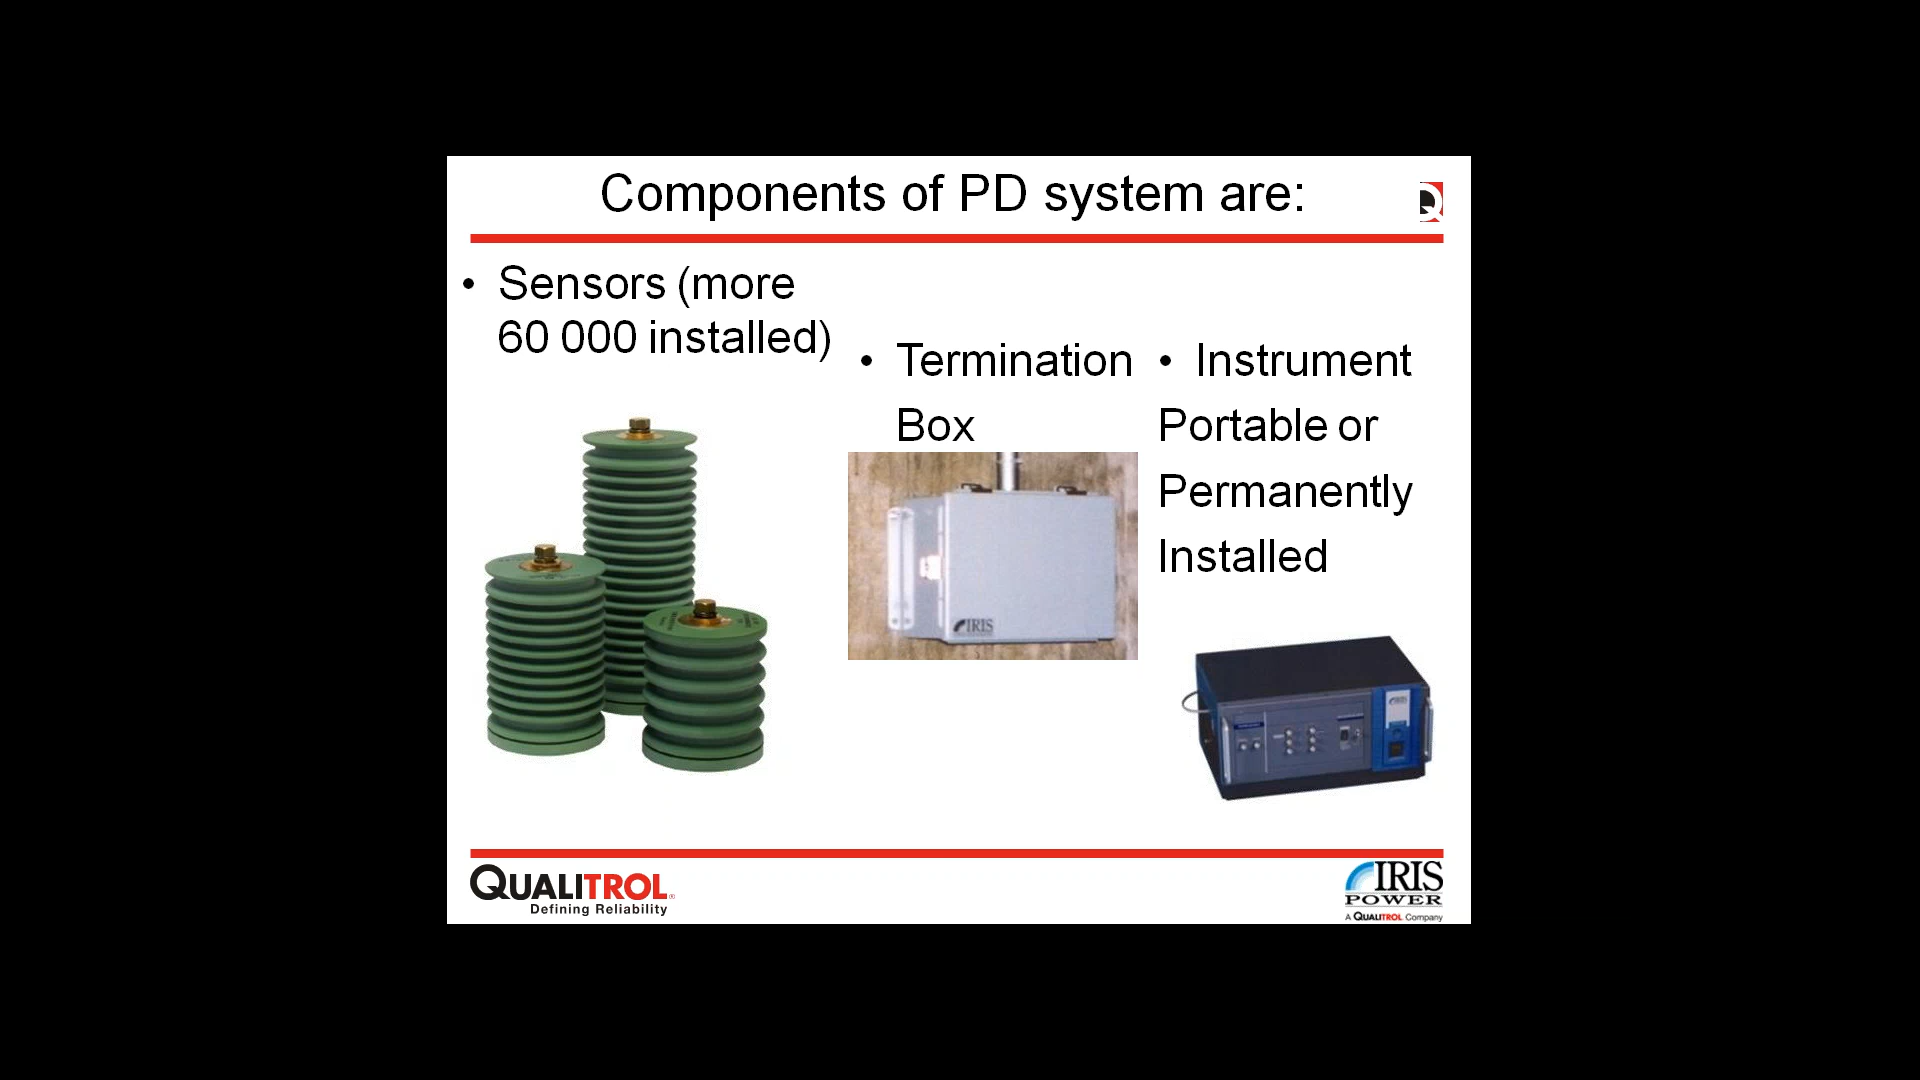 Components of PD system are:
• Sensors (more
60 000 installed)
• Termination
Box
• Instrument
Portable or
Permanently
Installed
IRIS
QUALITROL
Defining Reliability
IRIS
POWER
A QUALITROL Company